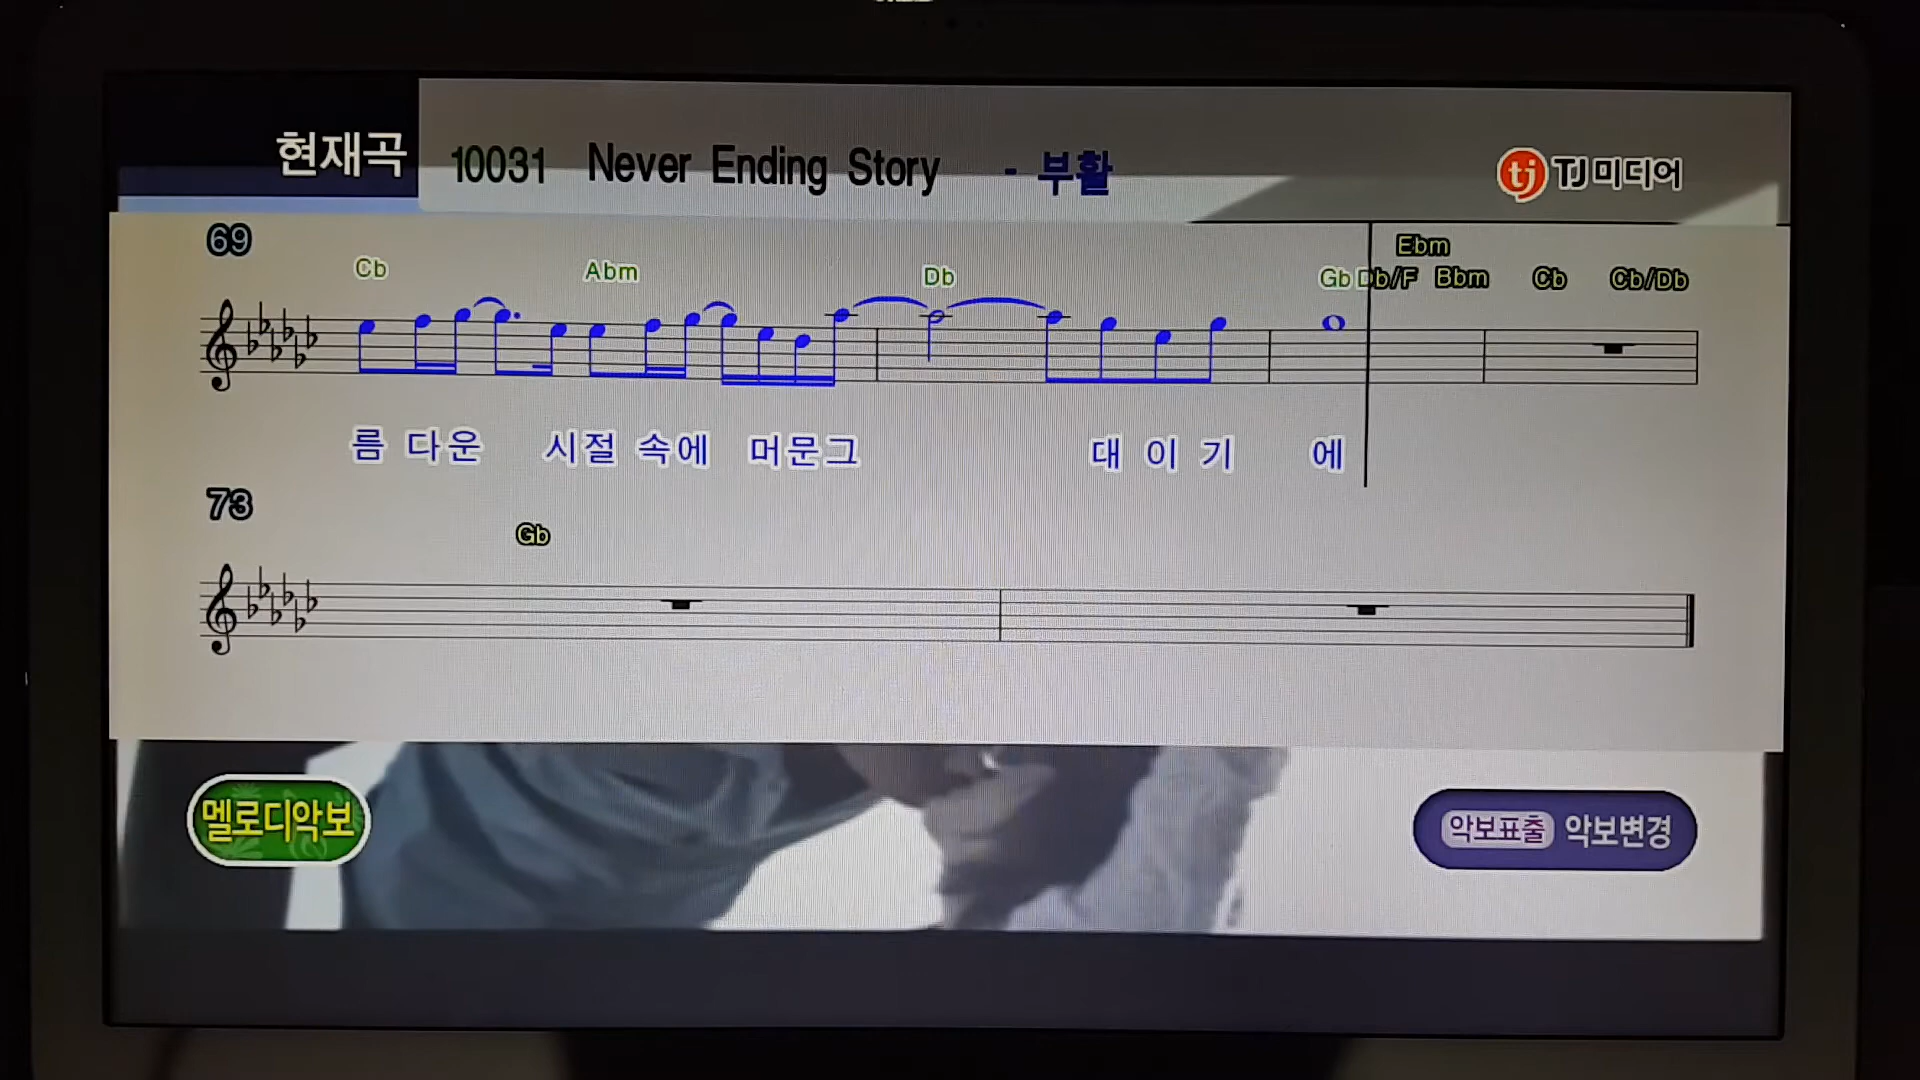 현재곡 10031 Never Ending Story - 부활 tj TJ미디어
69
Ebm
Cb Abm Db Gb Db/F Bbm Cb Cb/Db
름 다운 시절 속에 머문그 대 이 기 에
73
Gb
멜로디악보 악보표출 악보변경